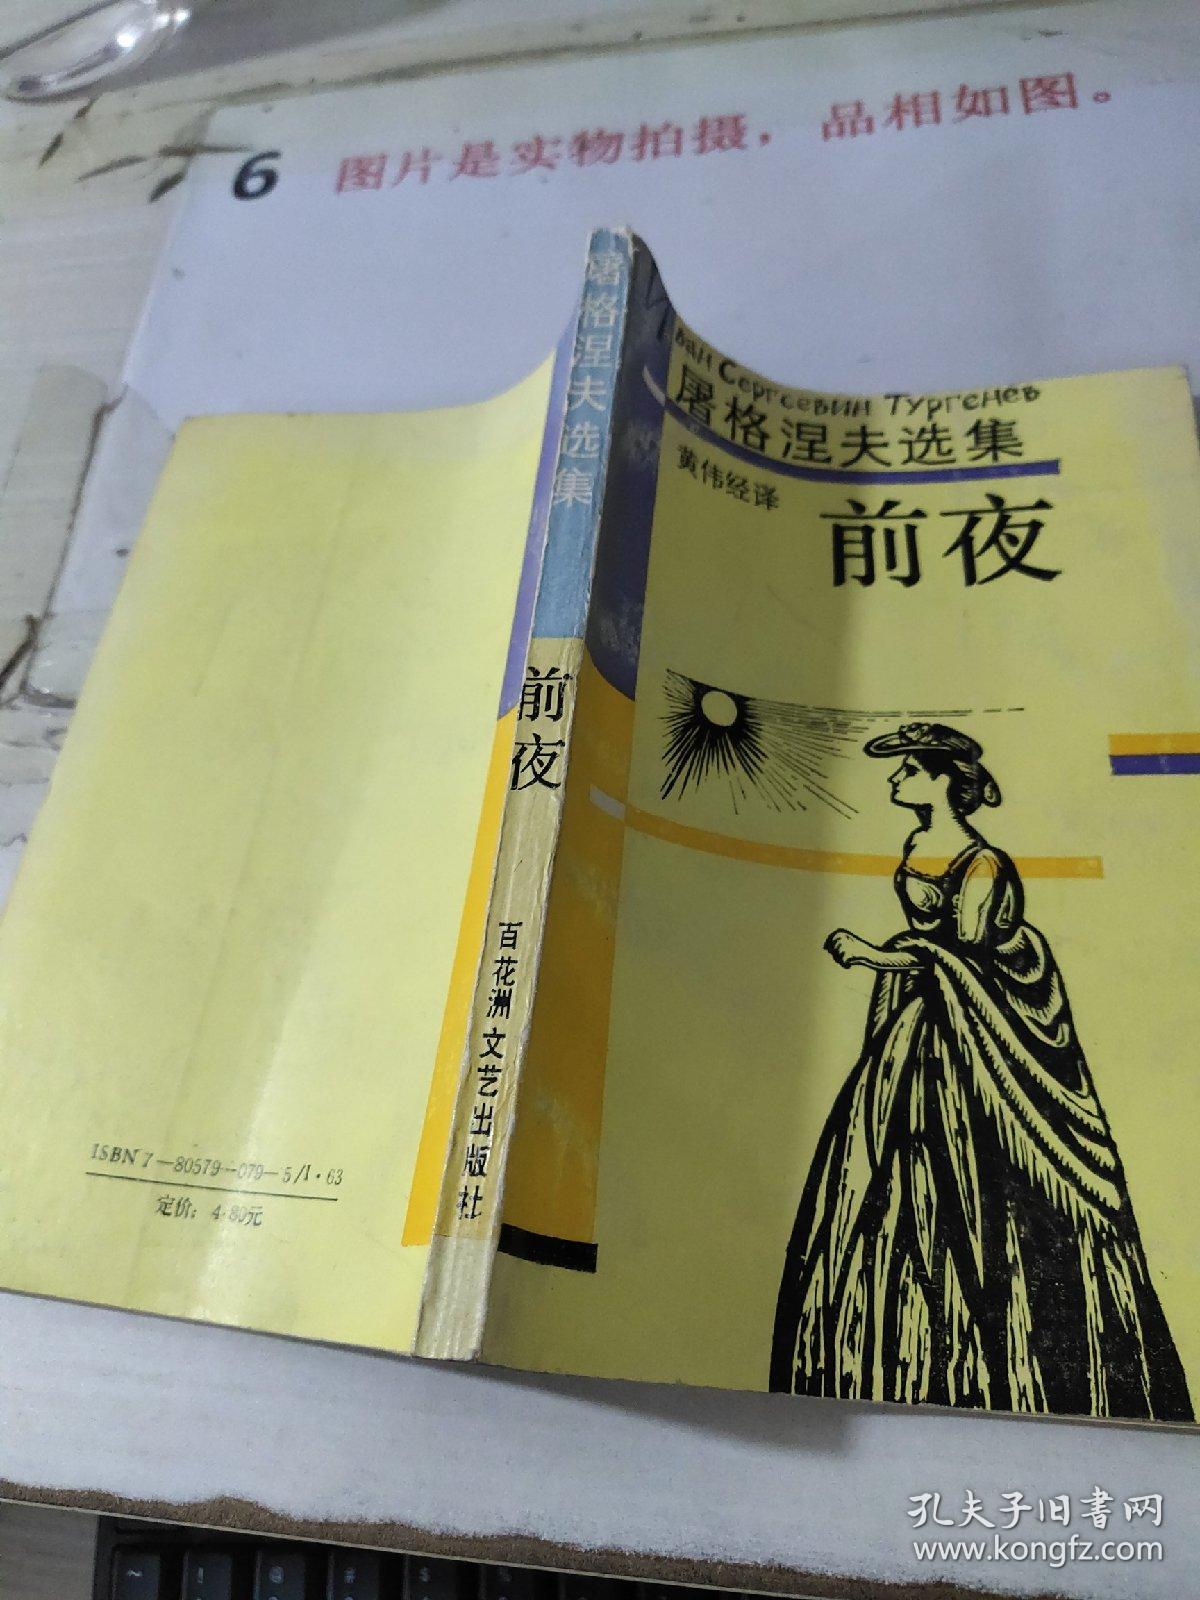 6 图片是实物拍摄，品相如图。
屠格涅夫选集
前夜
百花洲文艺出版社
Иван Сергеевич Тургенев
屠格涅夫选集
黄伟经译
前夜
ISBN 7-80579-079-5/I·63
定价：4.80元
孔夫子旧书网
www.kongfz.com